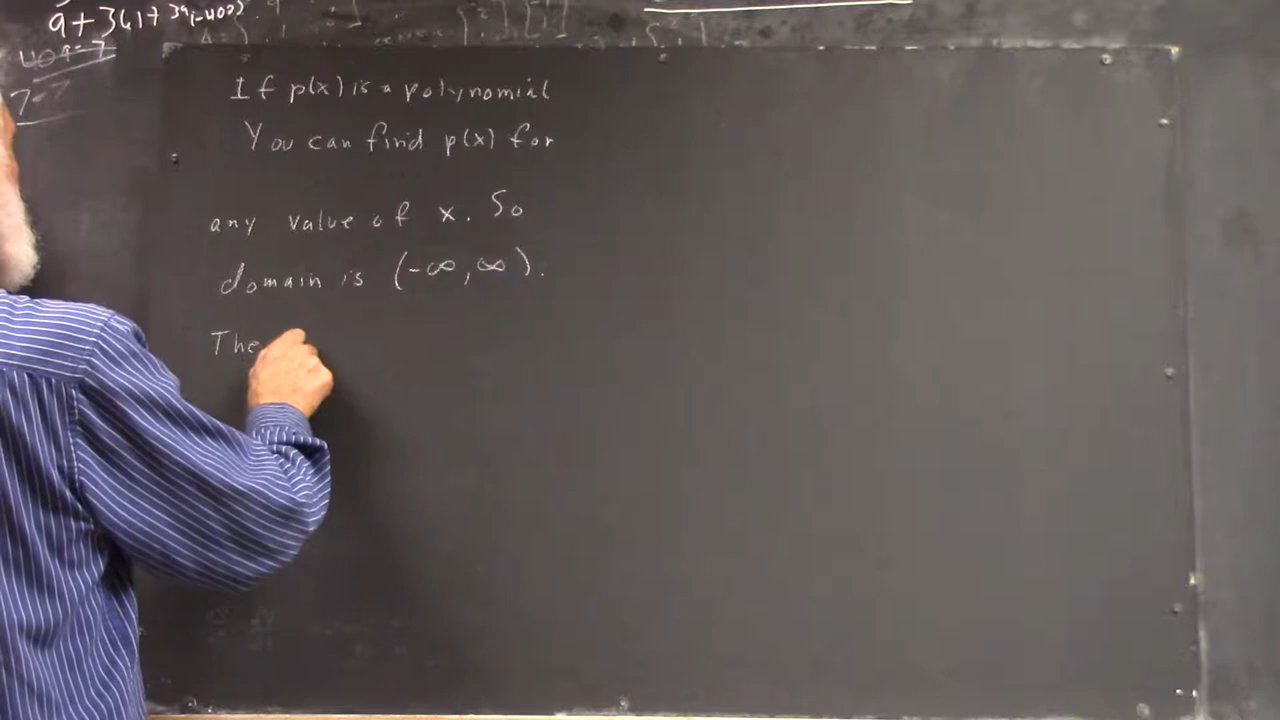 If p(x) is a polynomial
You can find p(x) for
any value of x. So
domain is (-∞, ∞).
The